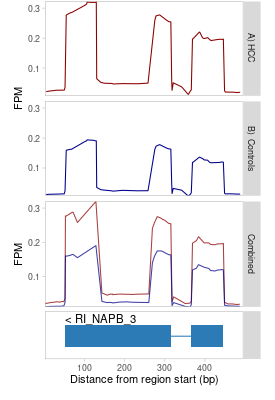 0.3
0.2
0.1
A) HCC
FPM
0.3
0.2
0.1
B) Controls
0.3
0.2
0.1
FPM
Combined
< RI_NAPB_3
100
200
300
400
Distance from region start (bp)